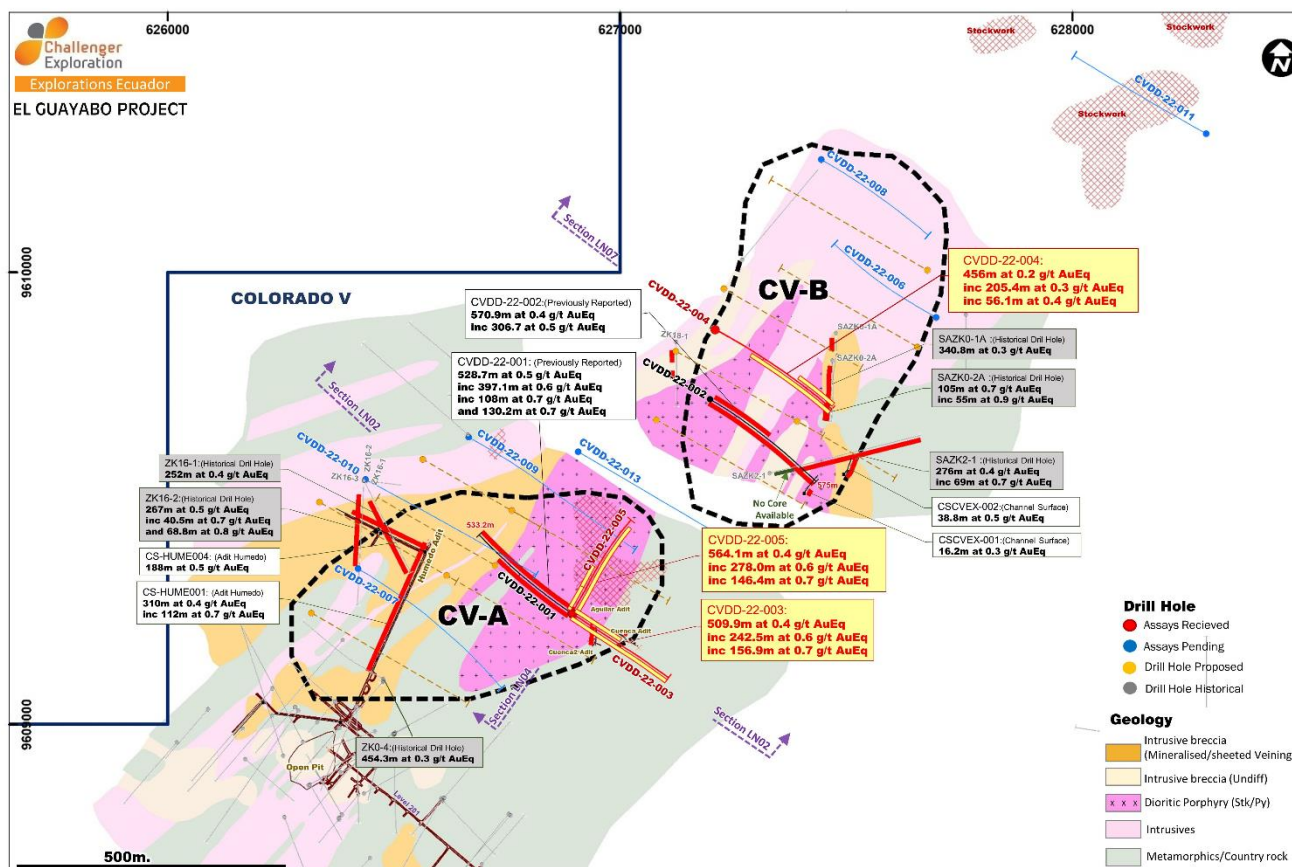 626000
627000
628000
Challenger
Exploration
Explorations Ecuador
EL GUAYABO PROJECT
Stockwork
Stockwork
Stockwork
N
CVDD-22-011
CVDD-22-008
Section LN07
9610000
COLORADO V
CVDD-22-006
CV-B
CVDD-22-004:
456m at 0.2 g/t AuEq
inc 205.4m at 0.3 g/t AuEq
inc 56.1m at 0.4 g/t AuEq
CVDD-22-002:(Previously Reported)
570.9m at 0.4 g/t AuEq
inc 306.7 at 0.5 g/t AuEq
CVDD-22-004
ZK18-1
SAZK0-1A
SAZK0-2A
SAZK0-1A :(Historical Drill Hole)
340.8m at 0.3 g/t AuEq
CVDD-22-001: (Previously Reported)
528.7m at 0.5 g/t AuEq
inc 397.1m at 0.6 g/t AuEq
inc 108m at 0.7 g/t AuEq
and 130.2m at 0.7 g/t AuEq
SAZK0-2A :(Historical Drill Hole)
105m at 0.7 g/t AuEq
inc 55m at 0.9 g/t AuEq
CVDD-22-002
Section LN02
CVDD-22-010
CVDD-22-009
CVDD-22-013
ZK16-2
ZK16-1
ZK16-3
ZK16-1:(Historical Drill Hole)
252m at 0.4 g/t AuEq
SAZK2-1
SAZK2-1 :(Historical Drill Hole)
276m at 0.4 g/t AuEq
inc 69m at 0.7 g/t AuEq
575m
No Core
Available
ZK16-2:(Historical Drill Hole)
267m at 0.5 g/t AuEq
inc 40.5m at 0.7 g/t AuEq
and 68.8m at 0.8 g/t AuEq
CSCVEX-002:(Channel Surface)
38.8m at 0.5 g/t AuEq
533.2m
CVDD-22-005
CVDD-22-005:
564.1m at 0.4 g/t AuEq
inc 278.0m at 0.6 g/t AuEq
inc 146.4m at 0.7 g/t AuEq
CSCVEX-001:(Channel Surface)
16.2m at 0.3 g/t AuEq
CS-HUME004: (Adit Humedo)
188m at 0.5 g/t AuEq
Humedo Adit
CVDD-22-007
CVDD-22-001
CS-HUME001: (Adit Humedo)
310m at 0.4 g/t AuEq
inc 112m at 0.7 g/t AuEq
CV-A
Aguilar Adit
Cuenca Adit
Cuenca2 Adit
CVDD-22-003
CVDD-22-003:
509.9m at 0.4 g/t AuEq
inc 242.5m at 0.6 g/t AuEq
inc 156.9m at 0.7 g/t AuEq
Section LN04
Section LN02
9609000
ZK0-4:(Historical Drill Hole)
454.3m at 0.3 g/t AuEq
Open Pit
Level 201
500m.
Drill Hole
Assays Recieved
Assays Pending
Drill Hole Proposed
Drill Hole Historical
Geology
Intrusive breccia
(Mineralised/sheeted Veining)
Intrusive breccia (Undiff)
Dioritic Porphyry (Stk/Py)
Intrusives
Metamorphics/Country rock